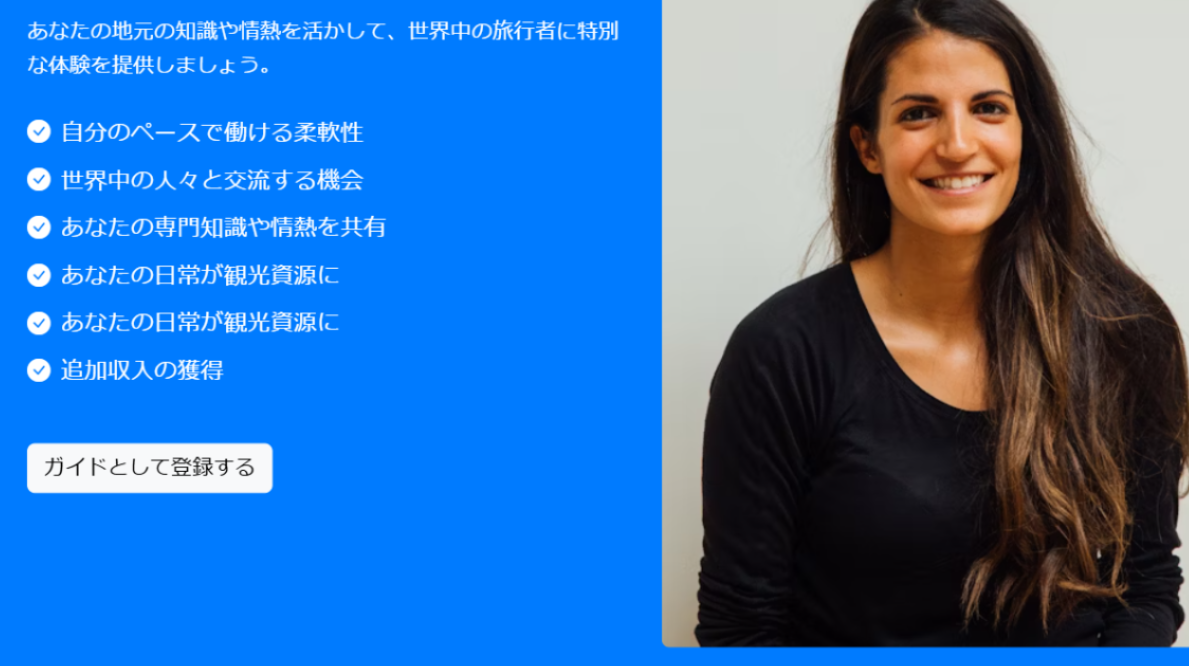 あなたの地元の知識や情熱を活かして、世界中の旅行者に特別
な体験を提供しましょう。
自分のペースで働ける柔軟性
世界中の人々と交流する機会
あなたの専門知識や情熱を共有
あなたの日常が観光資源に
あなたの日常が観光資源に
追加収入の獲得
ガイドとして登録する